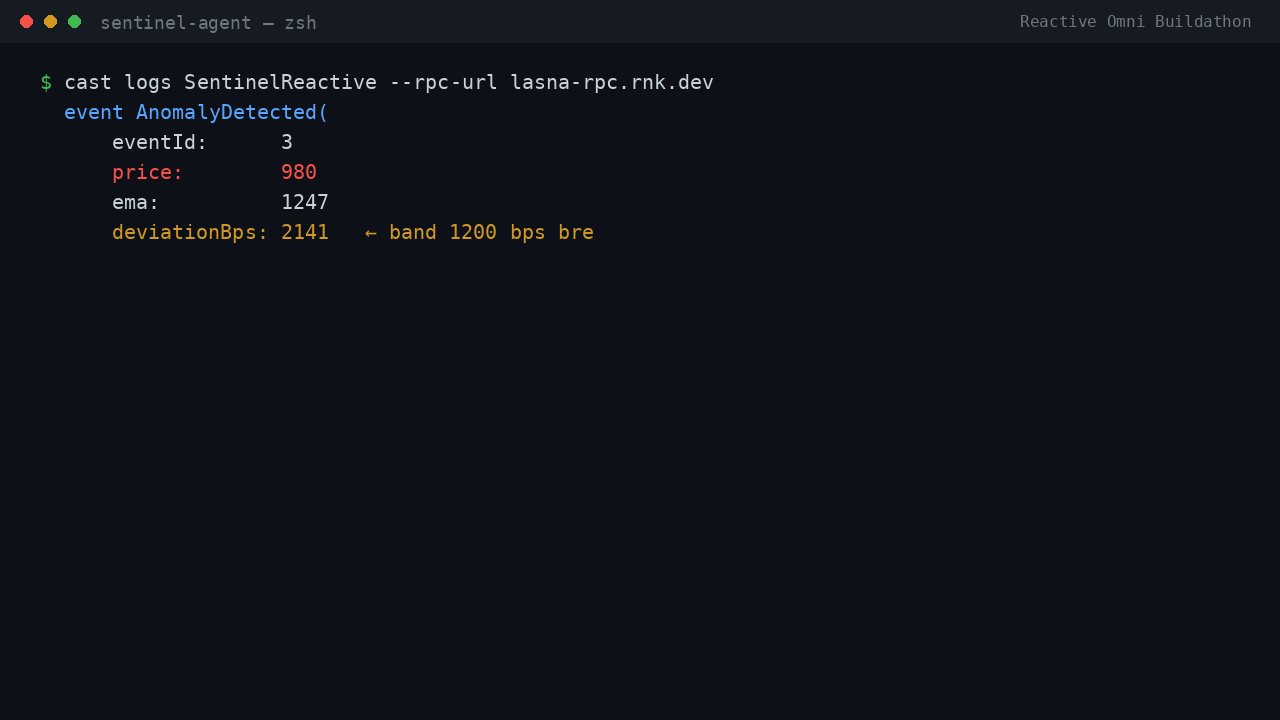 sentinel-agent — zsh
Reactive Omni Buildathon
$ cast logs SentinelReactive --rpc-url lasna-rpc.rnk.dev
event AnomalyDetected(
eventId: 3
price: 980
ema: 1247
deviationBps: 2141 ← band 1200 bps bre